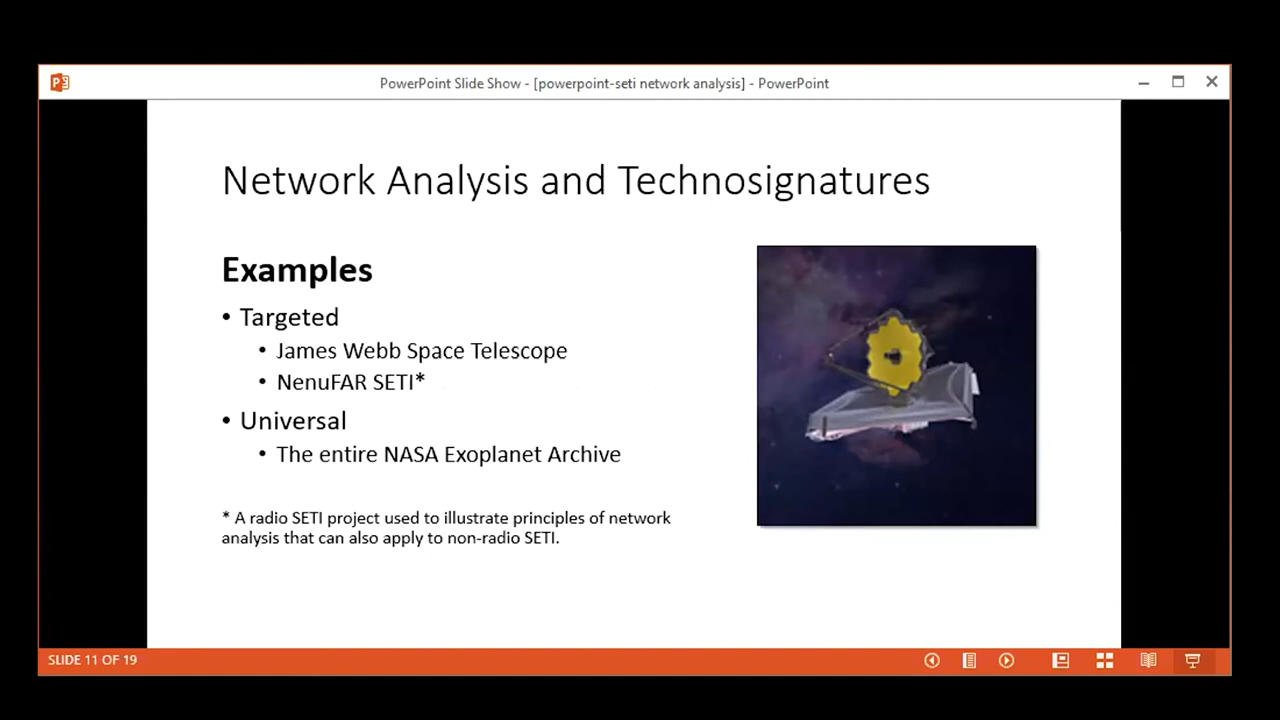 PowerPoint Slide Show - [powerpoint-seti network analysis] - PowerPoint
Network Analysis and Technosignatures
Examples
• Targeted
• James Webb Space Telescope
• NenuFAR SETI*
• Universal
• The entire NASA Exoplanet Archive
* A radio SETI project used to illustrate principles of network
analysis that can also apply to non-radio SETI.
SLIDE 11 OF 19